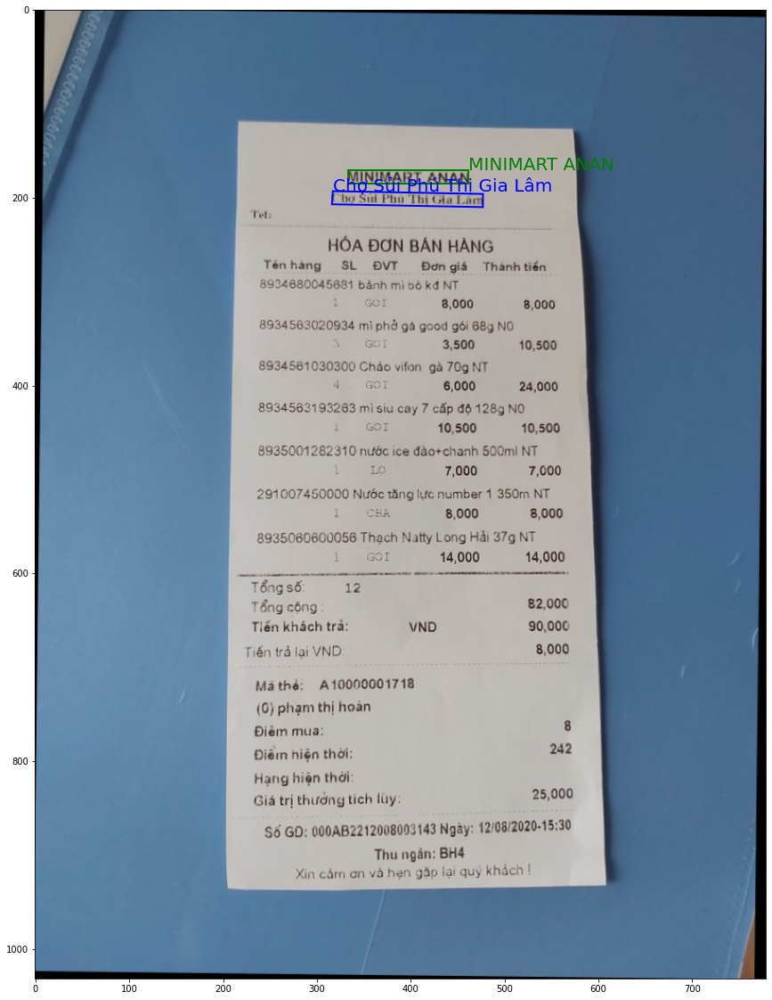 MINIMART ANAN
MINIMART ANAN
Chợ Sủi Phú Thị Gia Lâm
Chợ Sủi Phú Thị Gia Lâm
Tel:
HÓA ĐƠN BÁN HÀNG
Tên hàng SL ĐVT Đơn giá Thành tiền
8934680045681 bánh mì bò kđ NT
1 GOI 8,000 8,000
8934563020934 mì phở gà good gói 68g N0
3 GOI 3,500 10,500
8934561030300 Cháo vifon gà 70g NT
4 GOI 6,000 24,000
8934563193263 mì siu cay 7 cấp độ 128g N0
1 GOI 10,500 10,500
8935001282310 nước ice đào+chanh 500ml NT
1 LO 7,000 7,000
291007450000 Nước tăng lực number 1 350m NT
1 CHA 8,000 8,000
8935060600056 Thạch Natty Long Hải 37g NT
1 GOI 14,000 14,000
Tổng số: 12
Tổng cộng : 82,000
Tiền khách trả: VND 90,000
Tiền trả lại VND: 8,000
Mã thẻ: A10000001718
(0) phạm thị hoàn
Điểm mua: 8
Điểm hiện thời: 242
Hạng hiện thời:
Giá trị thưởng tích lũy: 25,000
Số GD: 000AB2212008003143 Ngày: 12/08/2020-15:30
Thu ngân: BH4
Xin cảm ơn và hẹn gặp lại quý khách !
0
200
400
600
800
1000
0 100 200 300 400 500 600 700